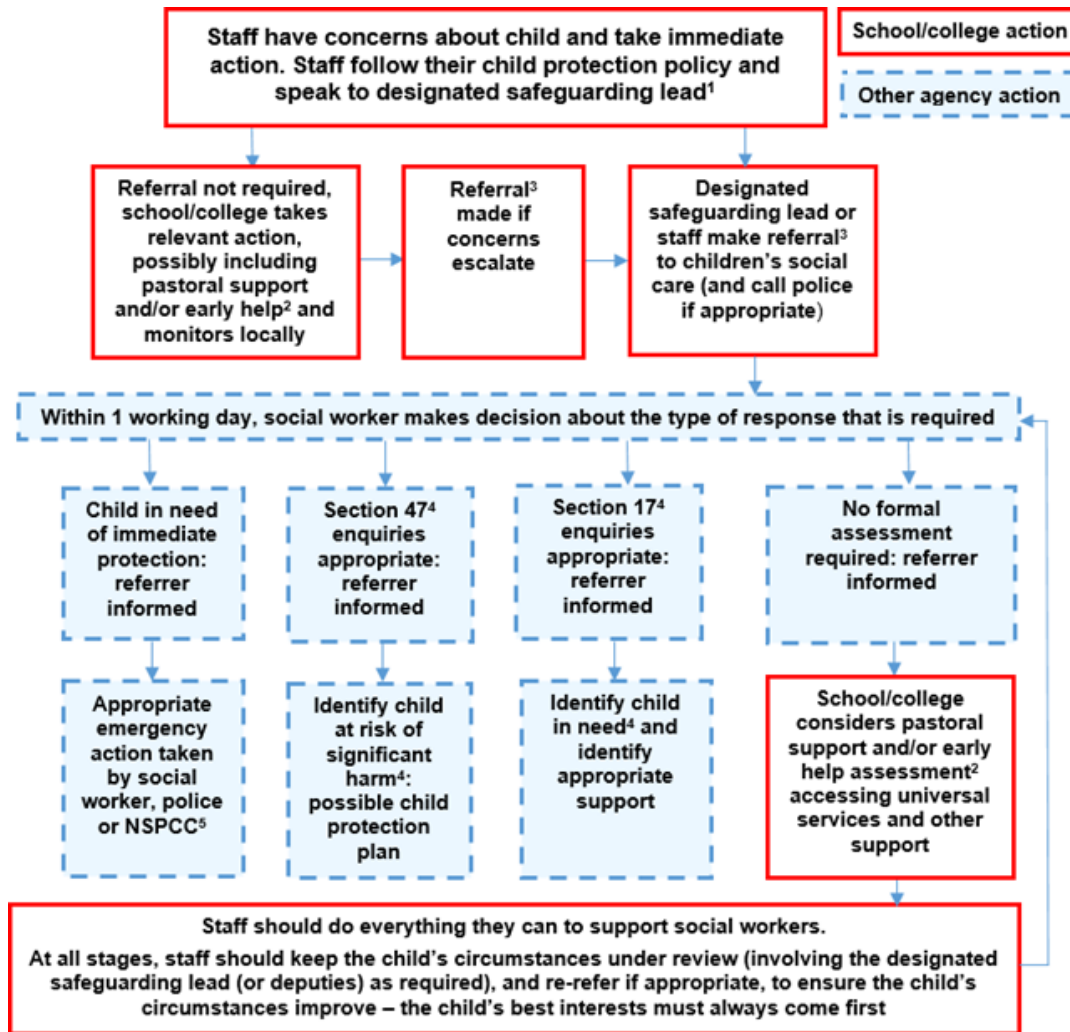 Staff have concerns about child and take immediate
action. Staff follow their child protection policy and
speak to designated safeguarding lead¹
School/college action
Other agency action
Referral not required,
school/college takes
relevant action,
possibly including
pastoral support
and/or early help² and
monitors locally
Referral³
made if
concerns
escalate
Designated
safeguarding lead or
staff make referral³
to children’s social
care (and call police
if appropriate)
Within 1 working day, social worker makes decision about the type of response that is required
Child in need
of immediate
protection:
referrer
informed
Section 47⁴
enquiries
appropriate:
referrer
informed
Section 17⁴
enquiries
appropriate:
referrer
informed
No formal
assessment
required: referrer
informed
Appropriate
emergency
action taken
by social
worker, police
or NSPCC⁵
Identify child
at risk of
significant
harm⁴:
possible child
protection
plan
Identify child
in need⁴ and
identify
appropriate
support
School/college
considers pastoral
support and/or early
help assessment²
accessing universal
services and other
support
Staff should do everything they can to support social workers.
At all stages, staff should keep the child’s circumstances under review (involving the designated
safeguarding lead (or deputies) as required), and re-refer if appropriate, to ensure the child’s
circumstances improve – the child’s best interests must always come first